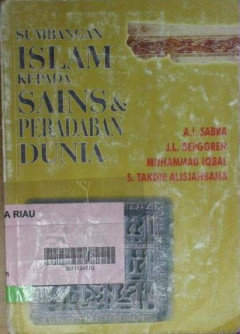 SUMBANGAN
ISLAM
KEPADA
SAINS &
PERADABAN
DUNIA
A.I. SABRA
J.L. BERGGREN
MUHAMMAD IQBAL
S. TAKDIR ALISJAHBANA
A RIAU